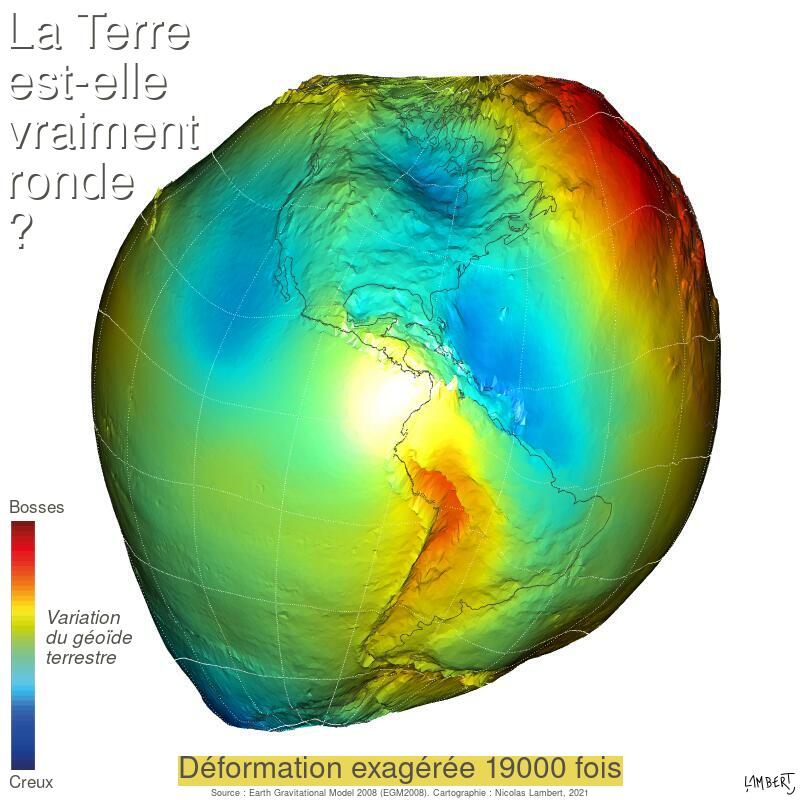 La Terre
est-elle
vraiment
ronde
?
Bosses
Variation
du géoïde
terrestre
Creux
Déformation exagérée 19000 fois
Source : Earth Gravitational Model 2008 (EGM2008). Cartographie : Nicolas Lambert, 2021
LAMBERT